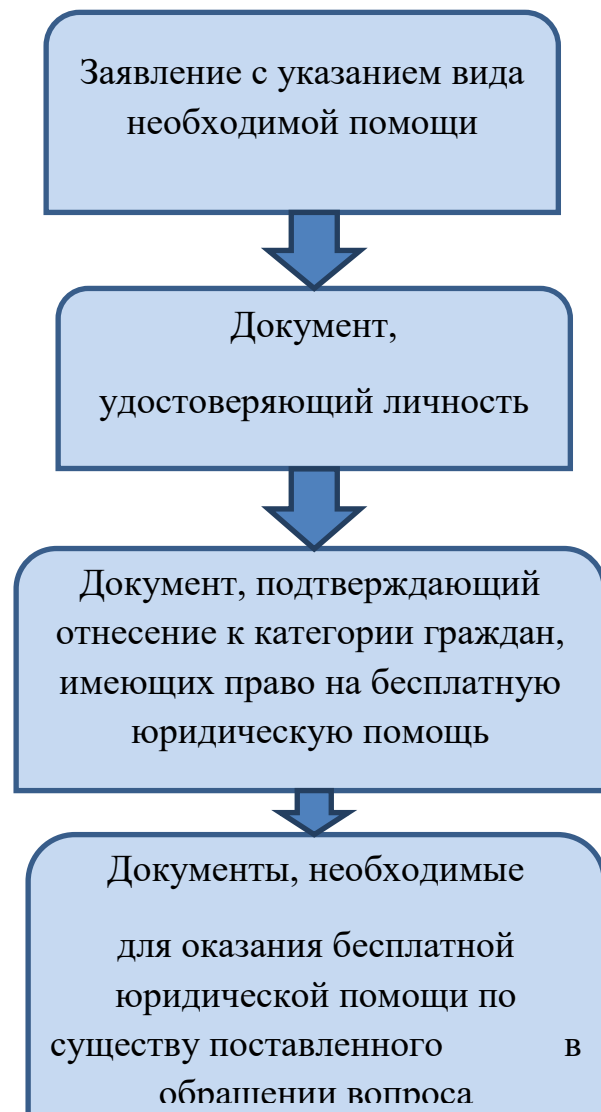 Заявление с указанием вида
необходимой помощи
Документ,
удостоверяющий личность
Документ, подтверждающий
отнесение к категории граждан,
имеющих право на бесплатную
юридическую помощь
Документы, необходимые
для оказания бесплатной
юридической помощи по
существу поставленного в
обращении вопроса